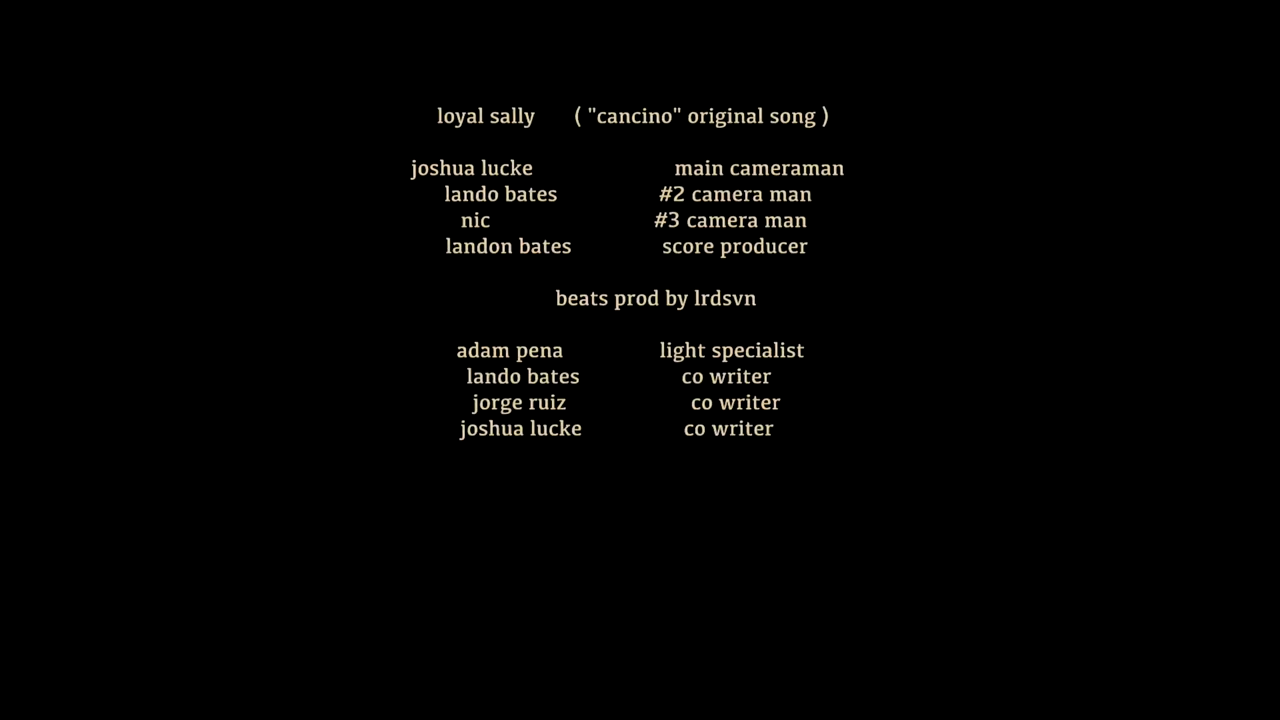 loyal sally ( "cancino" original song )
joshua lucke main cameraman
lando bates #2 camera man
nic #3 camera man
landon bates score producer
beats prod by lrdsvn
adam pena light specialist
lando bates co writer
jorge ruiz co writer
joshua lucke co writer